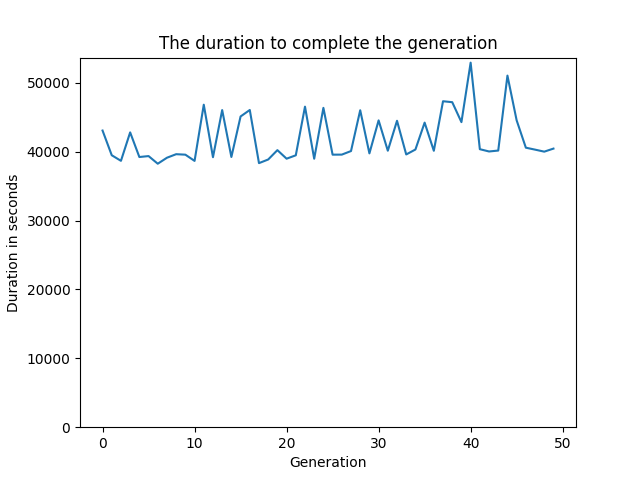 The duration to complete the generation
50000
40000
30000
20000
10000
0
Duration in seconds
0 10 20 30 40 50
Generation